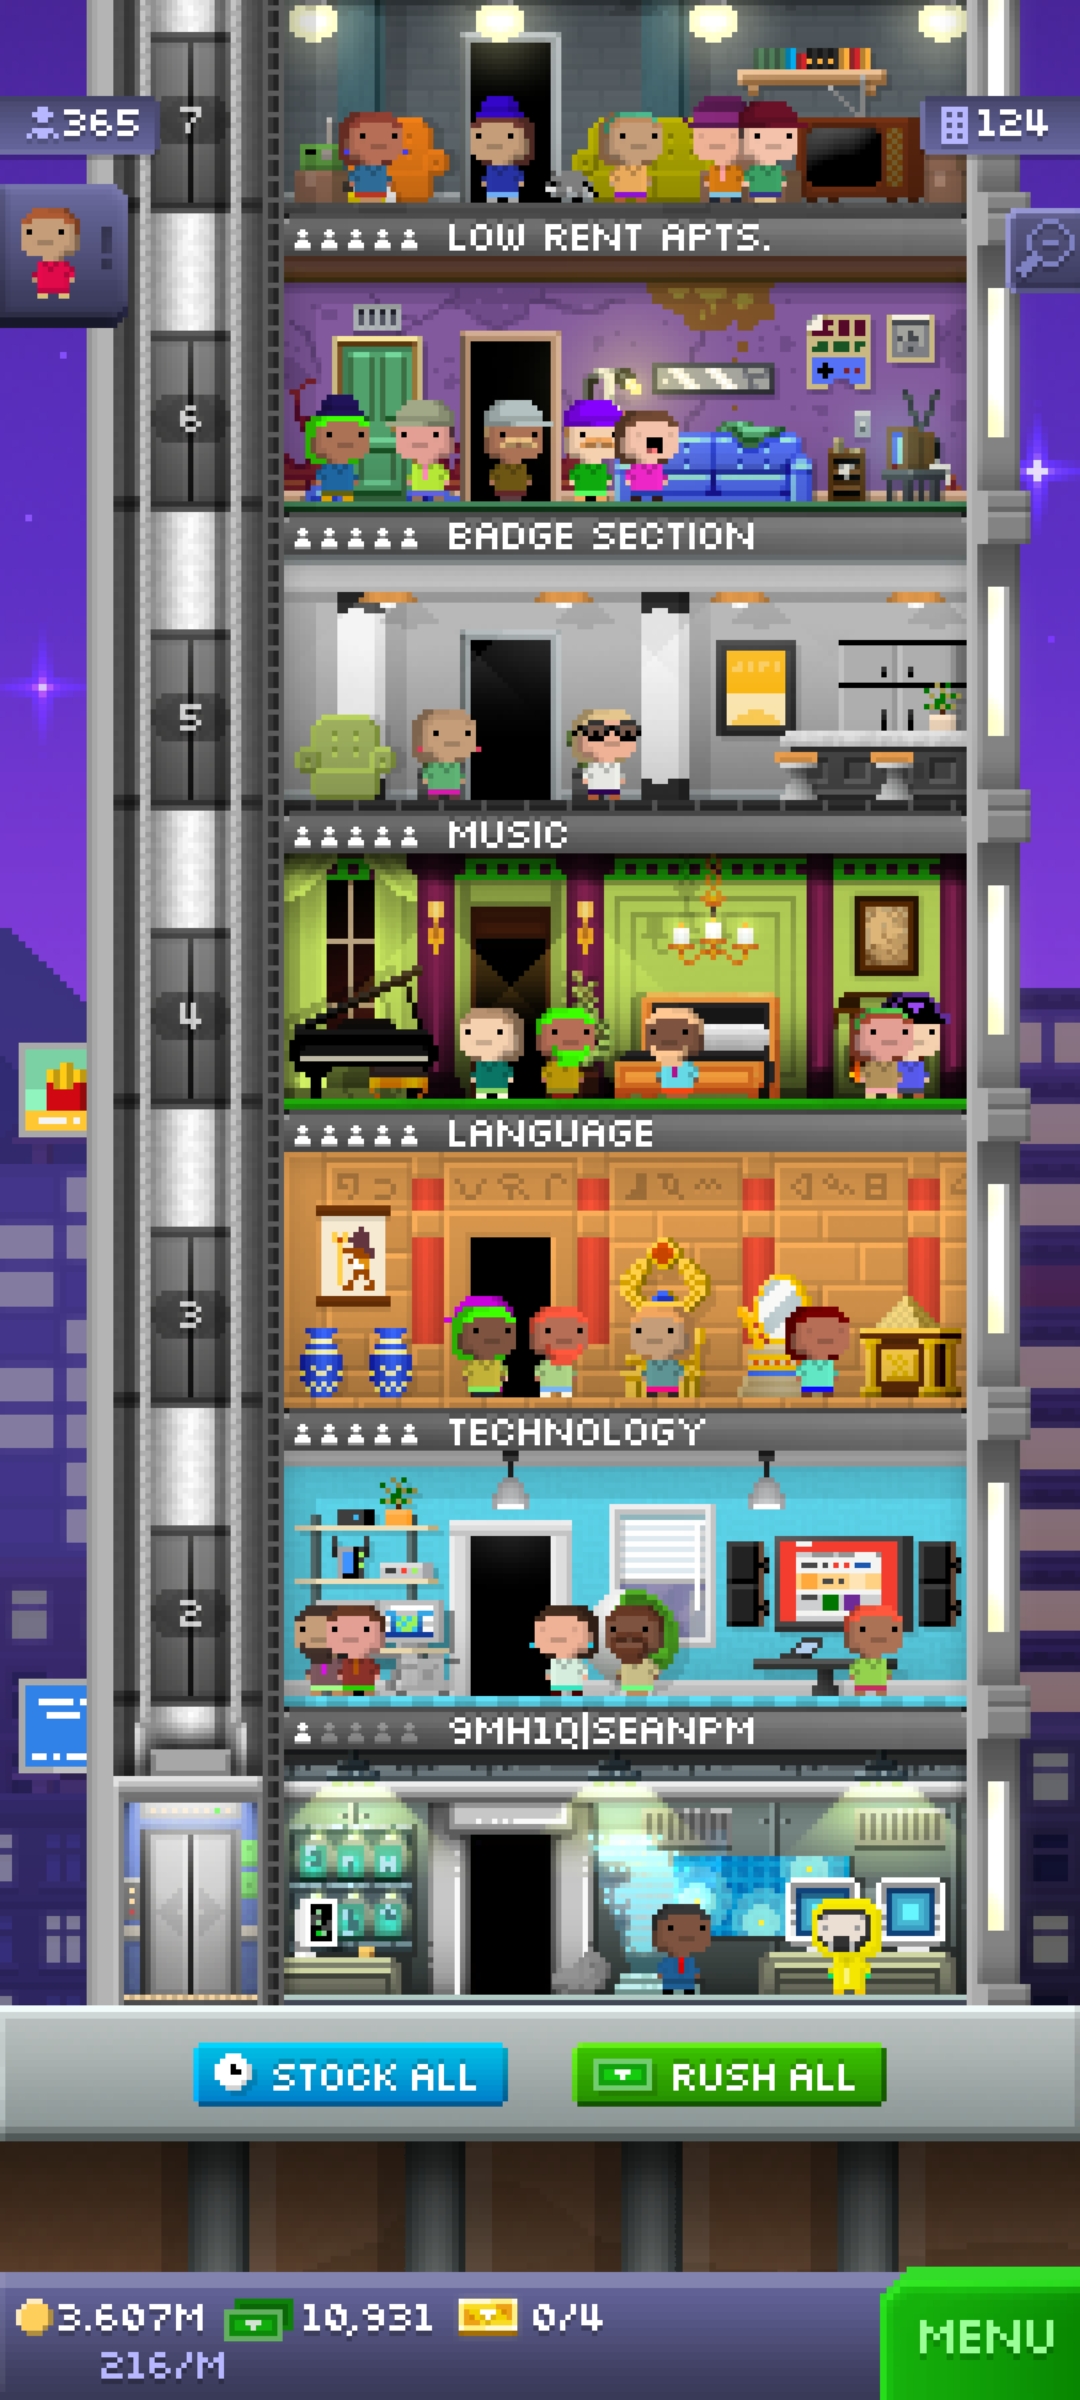 365
7
124
!
LOW RENT APTS.
6
BADGE SECTION
5
MUSIC
4
LANGUAGE
3
TECHNOLOGY
2
9MH1Q|SEANPM
STOCK ALL
RUSH ALL
3.607M
10,931
0/4
216/M
MENU